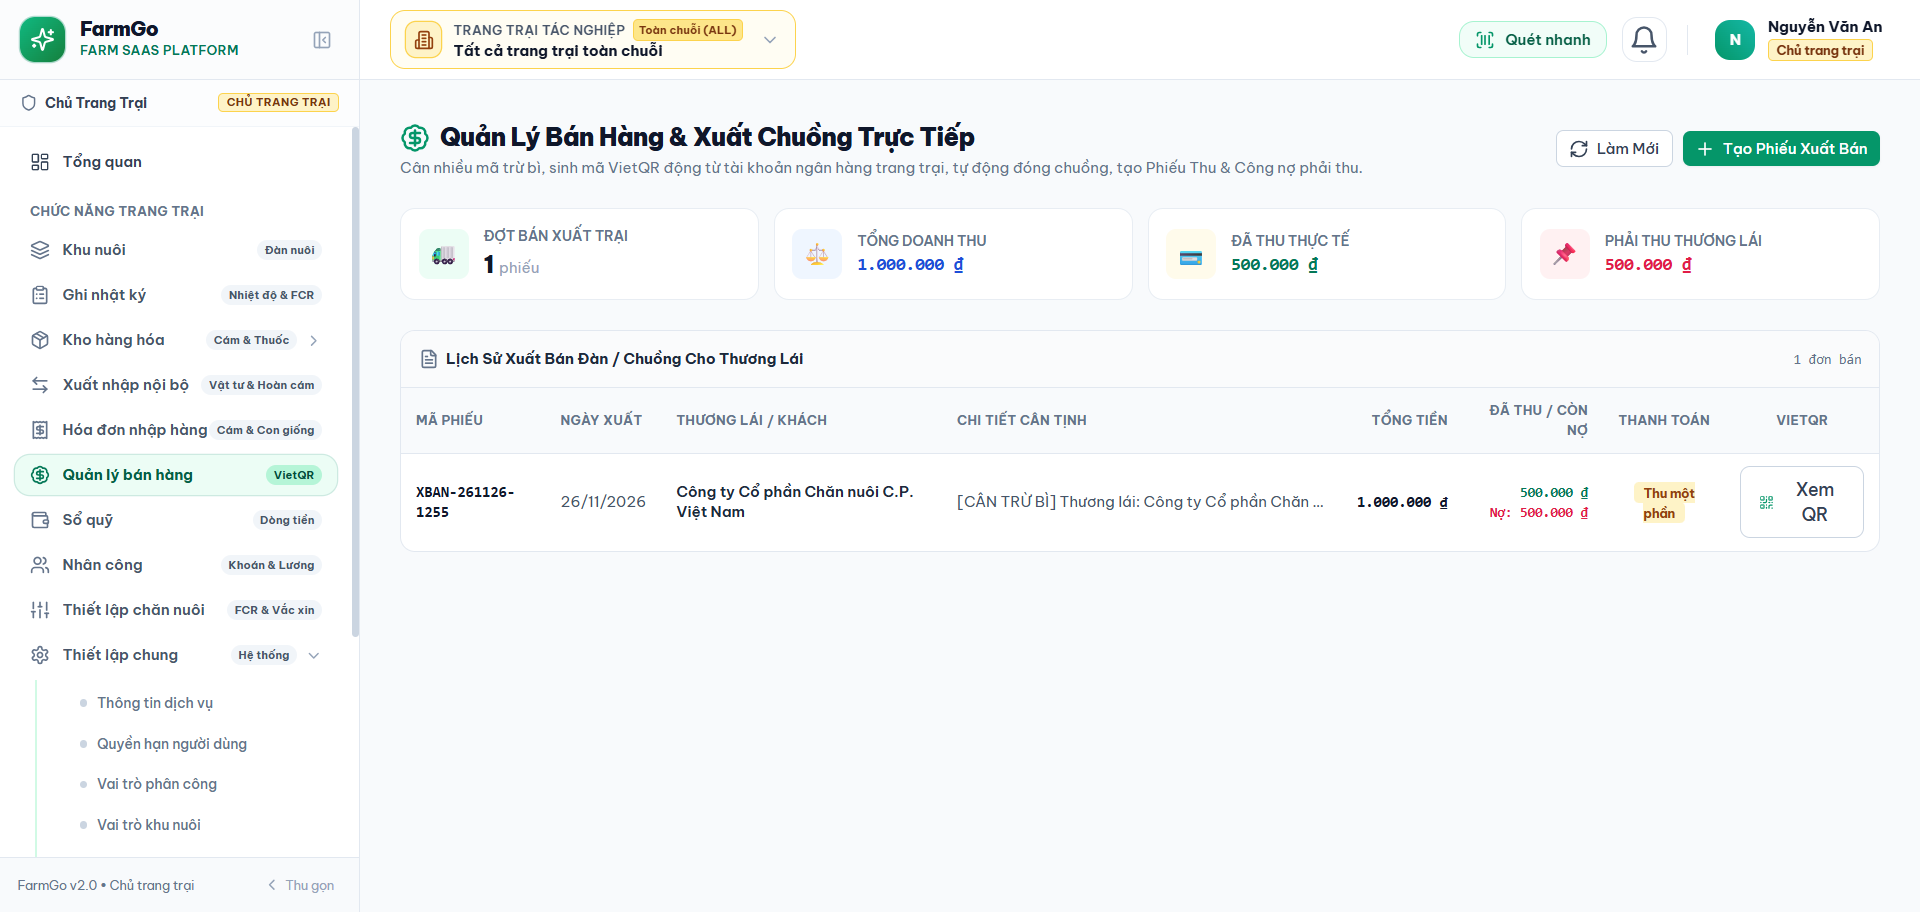 FarmGo
FARM SAAS PLATFORM
TRANG TRẠI TÁC NGHIỆP
Toàn chuỗi (ALL)
Tất cả trang trại toàn chuỗi
Quét nhanh
N
Nguyễn Văn An
Chủ trang trại
Chủ Trang Trại
CHỦ TRANG TRẠI
Tổng quan
CHỨC NĂNG TRANG TRẠI
Khu nuôi
Đàn nuôi
Ghi nhật ký
Nhiệt độ & FCR
Kho hàng hóa
Cám & Thuốc
Xuất nhập nội bộ
Vật tư & Hoàn cám
Hóa đơn nhập hàng
Cám & Con giống
Quản lý bán hàng
VietQR
Sổ quỹ
Dòng tiền
Nhân công
Khoán & Lương
Thiết lập chăn nuôi
FCR & Vắc xin
Thiết lập chung
Hệ thống
Thông tin dịch vụ
Quyền hạn người dùng
Vai trò phân công
Vai trò khu nuôi
FarmGo v2.0 • Chủ trang trại
Thu gọn
Quản Lý Bán Hàng & Xuất Chuồng Trực Tiếp
Cân nhiều mã trừ bì, sinh mã VietQR động từ tài khoản ngân hàng trang trại, tự động đóng chuồng, tạo Phiếu Thu & Công nợ phải thu.
Làm Mới
Tạo Phiếu Xuất Bán
ĐỢT BÁN XUẤT TRẠI
1 phiếu
TỔNG DOANH THU
1.000.000 ₫
ĐÃ THU THỰC TẾ
500.000 ₫
PHẢI THU THƯƠNG LÁI
500.000 ₫
Lịch Sử Xuất Bán Đàn / Chuồng Cho Thương Lái
1 đơn bán
MÃ PHIẾU
NGÀY XUẤT
THƯƠNG LÁI / KHÁCH
CHI TIẾT CÂN TỊNH
TỔNG TIỀN
ĐÃ THU / CÒN
NỢ
THANH TOÁN
VIETQR
XBAN-261126-
1255
26/11/2026
Công ty Cổ phần Chăn nuôi C.P.
Việt Nam
[CÂN TRỪ BÌ] Thương lái: Công ty Cổ phần Chăn ...
1.000.000 ₫
500.000 ₫
Nợ: 500.000 ₫
Thu một
phần
Xem
QR